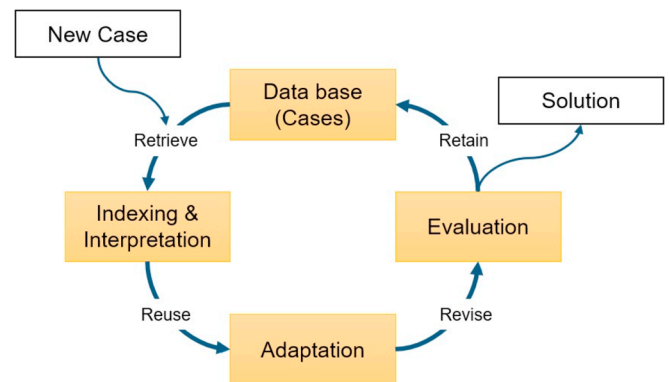 New Case
Data base
(Cases)
Solution
Retrieve
Retain
Indexing &
Interpretation
Evaluation
Reuse
Revise
Adaptation